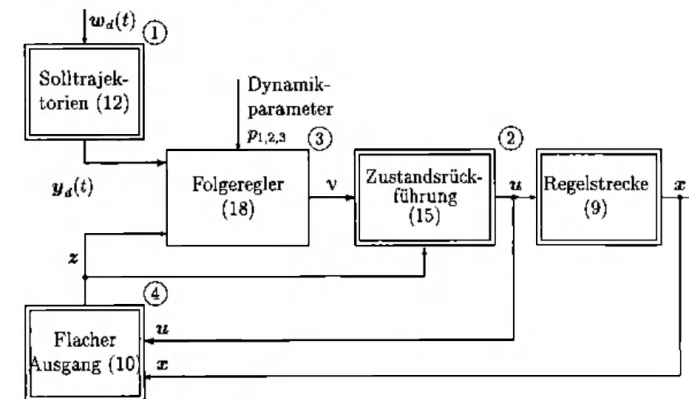 w_d(t)
①
Solltrajek-
torien (12)
y_d(t)
Dynamik-
parameter
p_{1,2,3}
③
Folgeregler
(18)
ν
②
Zustandsrück-
führung
(15)
u
Regelstrecke
(9)
x
z
④
Flacher
Ausgang (10)
u
x